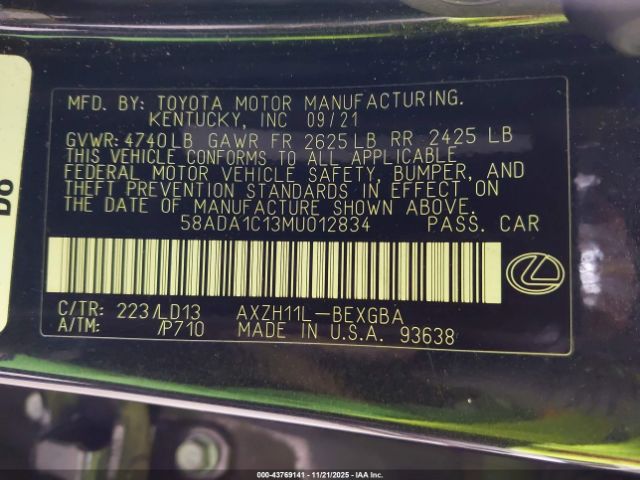 MFD. BY: TOYOTA MOTOR MANUFACTURING.
KENTUCKY, INC 09/21
GVWR: 4740LB GAWR FR 2625LB RR 2425 LB
THIS VEHICLE CONFORMS TO ALL APPLICABLE
FEDERAL MOTOR VEHICLE SAFETY, BUMPER, AND
THEFT PREVENTION STANDARDS IN EFFECT ON
THE DATE OF MANUFACTURE SHOWN ABOVE.
58ADA1C13MU012834 PASS. CAR
C/TR: 223/LD13 AXZH11L-BEXGBA
A/TM: /P710 MADE IN U.S.A. 93638
DO
00-43769141 - 11/21/2025 - IAA Inc.